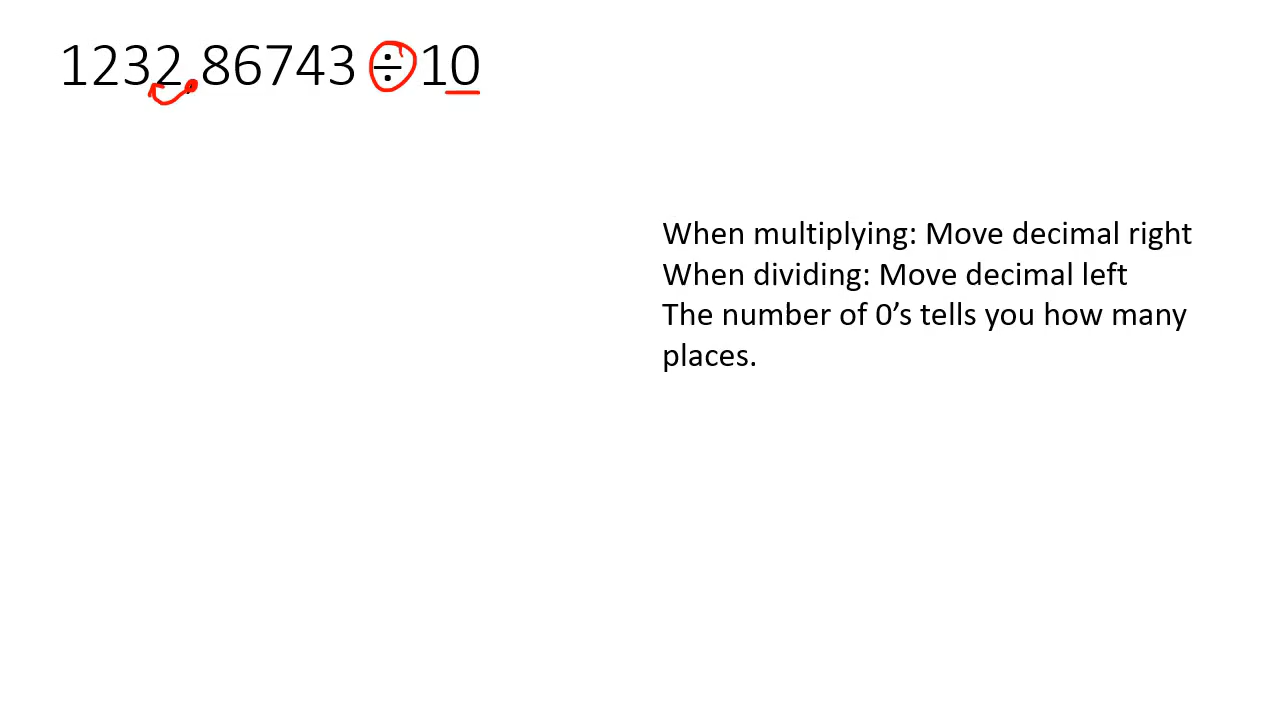 1232.86743 ÷ 10
When multiplying: Move decimal right
When dividing: Move decimal left
The number of 0’s tells you how many
places.